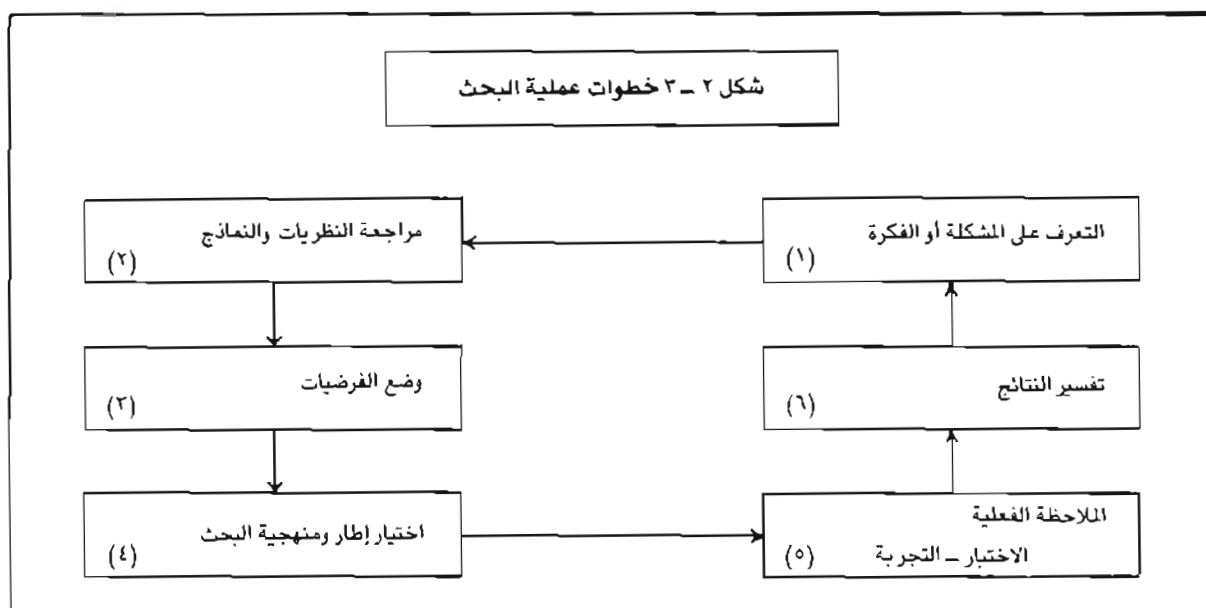 شكل ٢ – ٣ خطوات عملية البحث
التعرف على المشكلة أو الفكرة
(١)
مراجعة النظريات والنماذج
(٢)
وضع الفرضيات
(٣)
اختيار إطار ومنهجية البحث
(٤)
الملاحظة الفعلية
الاختبار – التجربة
(٥)
تفسير النتائج
(٦)